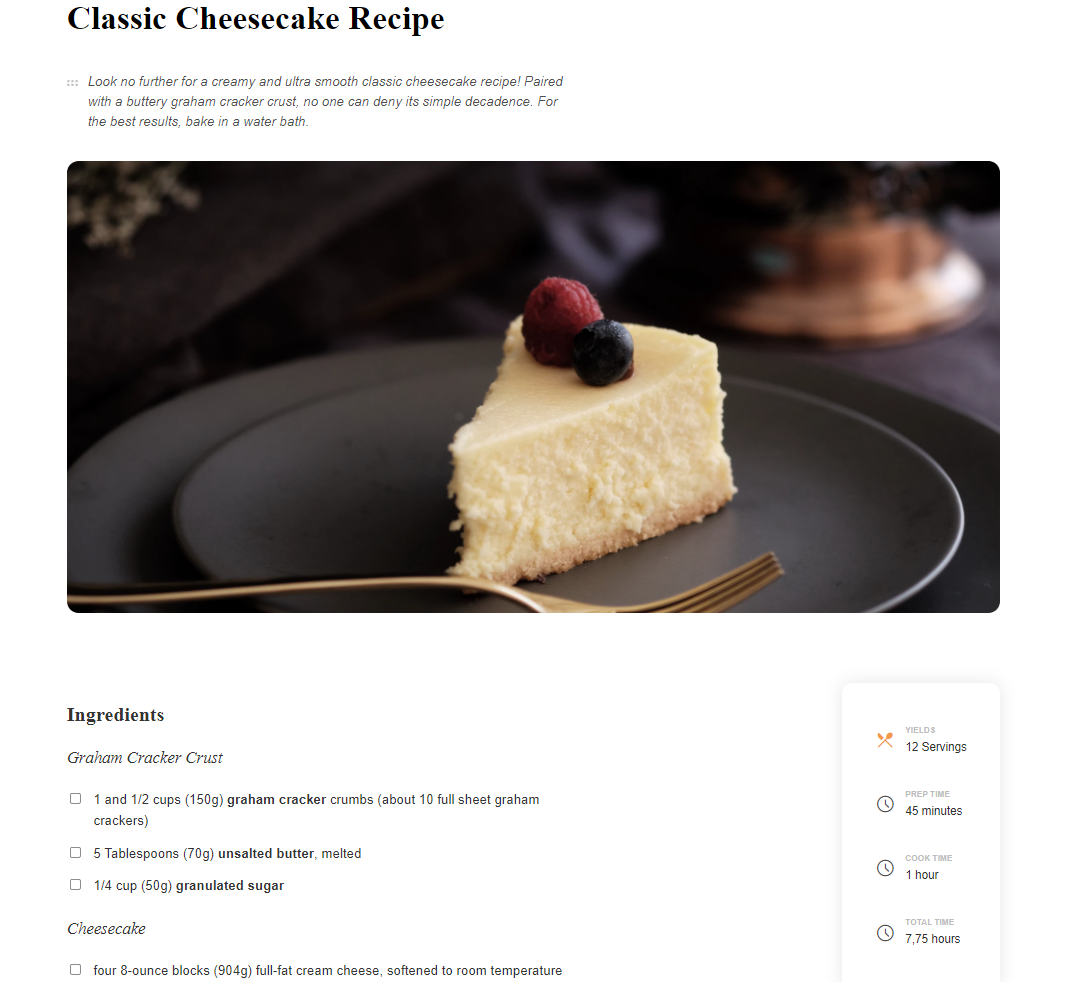 Classic Cheesecake Recipe
Look no further for a creamy and ultra smooth classic cheesecake recipe! Paired
with a buttery graham cracker crust, no one can deny its simple decadence. For
the best results, bake in a water bath.
Ingredients
Graham Cracker Crust
1 and 1/2 cups (150g) graham cracker crumbs (about 10 full sheet graham
crackers)
5 Tablespoons (70g) unsalted butter, melted
1/4 cup (50g) granulated sugar
Cheesecake
four 8-ounce blocks (904g) full-fat cream cheese, softened to room temperature
YIELDS
12 Servings
PREP TIME
45 minutes
COOK TIME
1 hour
TOTAL TIME
7,75 hours